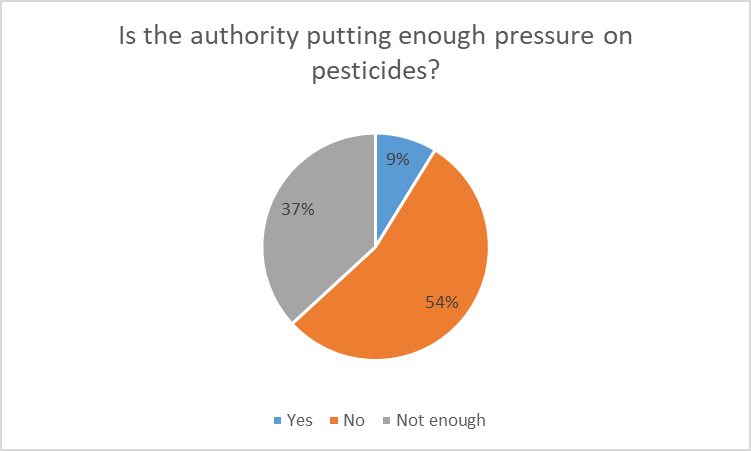 Is the authority putting enough pressure on
pesticides?
9%
37%
54%
Yes No Not enough